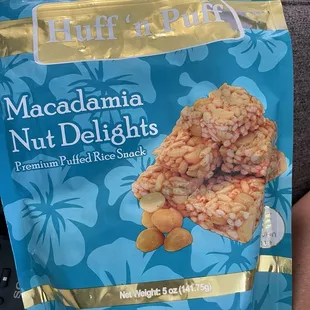 Huff 'n Puff
Macadamia
Nut Delights
Premium Puffed Rice Snack
Net Weight: 5 oz (141.75g)